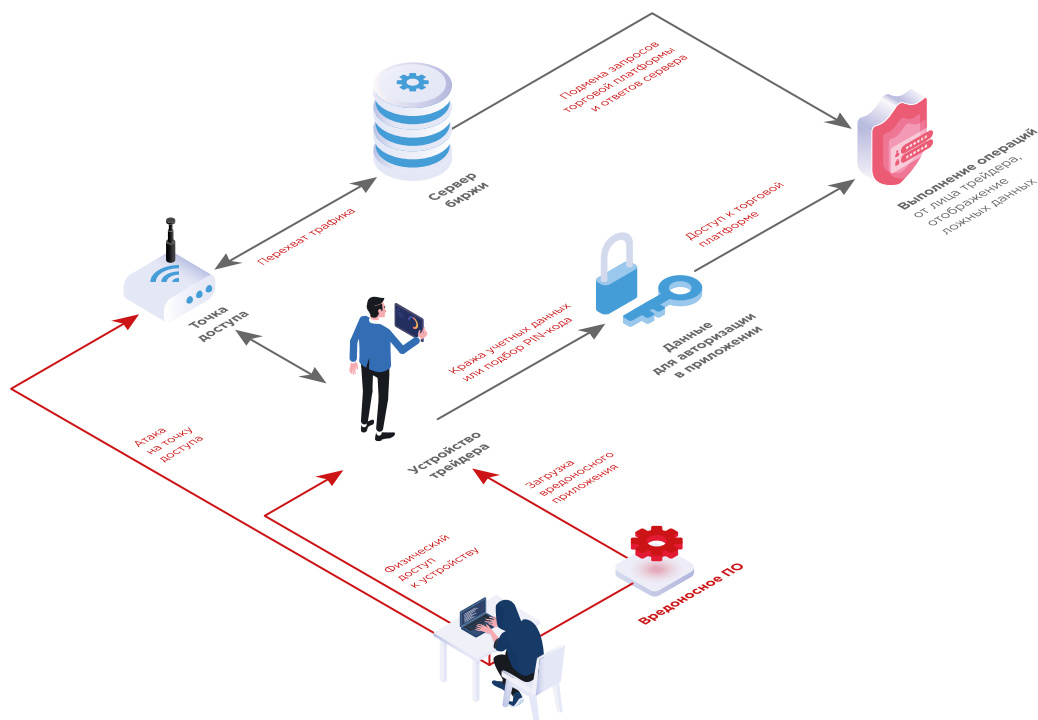 Подмена запросов
торговой платформы
и ответов сервера
Сервер
биржи
Выполнение операций
от лица трейдера,
отображение
ложных данных
Перехват трафика
Доступ к торговой
платформе
Точка
доступа
Кража учетных данных
или подбор PIN-кода
Данные
для авторизации
в приложении
Атака
на точку
доступа
Устройство
трейдера
Загрузка
вредоносного
приложения
Физический
доступ
к устройству
Вредоносное ПО